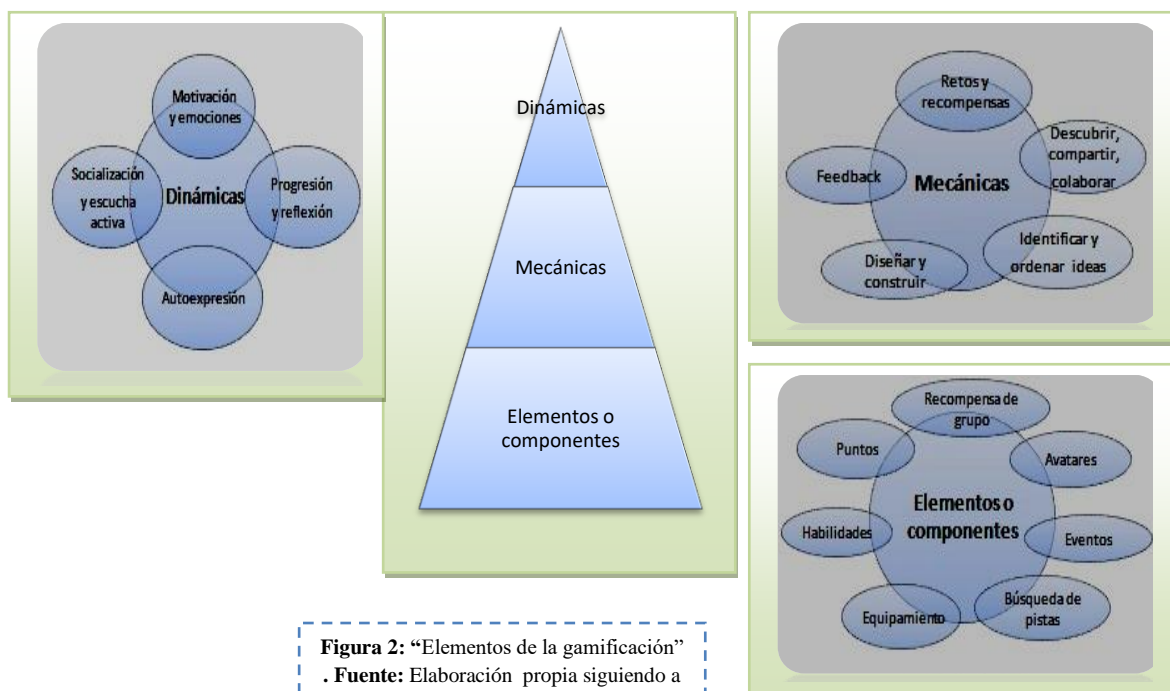 Motivación
y emociones
Socialización
y escucha
activa
Dinámicas
Progresión
y reflexión
Autoexpresión
Dinámicas
Mecánicas
Elementos o
componentes
Retos y
recompensas
Descubrir,
compartir,
colaborar
Feedback
Mecánicas
Identificar y
ordenar ideas
Diseñar y
construir
Recompensa de
grupo
Puntos
Avatares
Elementos o
componentes
Habilidades
Eventos
Búsqueda de
pistas
Equipamiento
Figura 2: “Elementos de la gamificación”
. Fuente: Elaboración propia siguiendo a